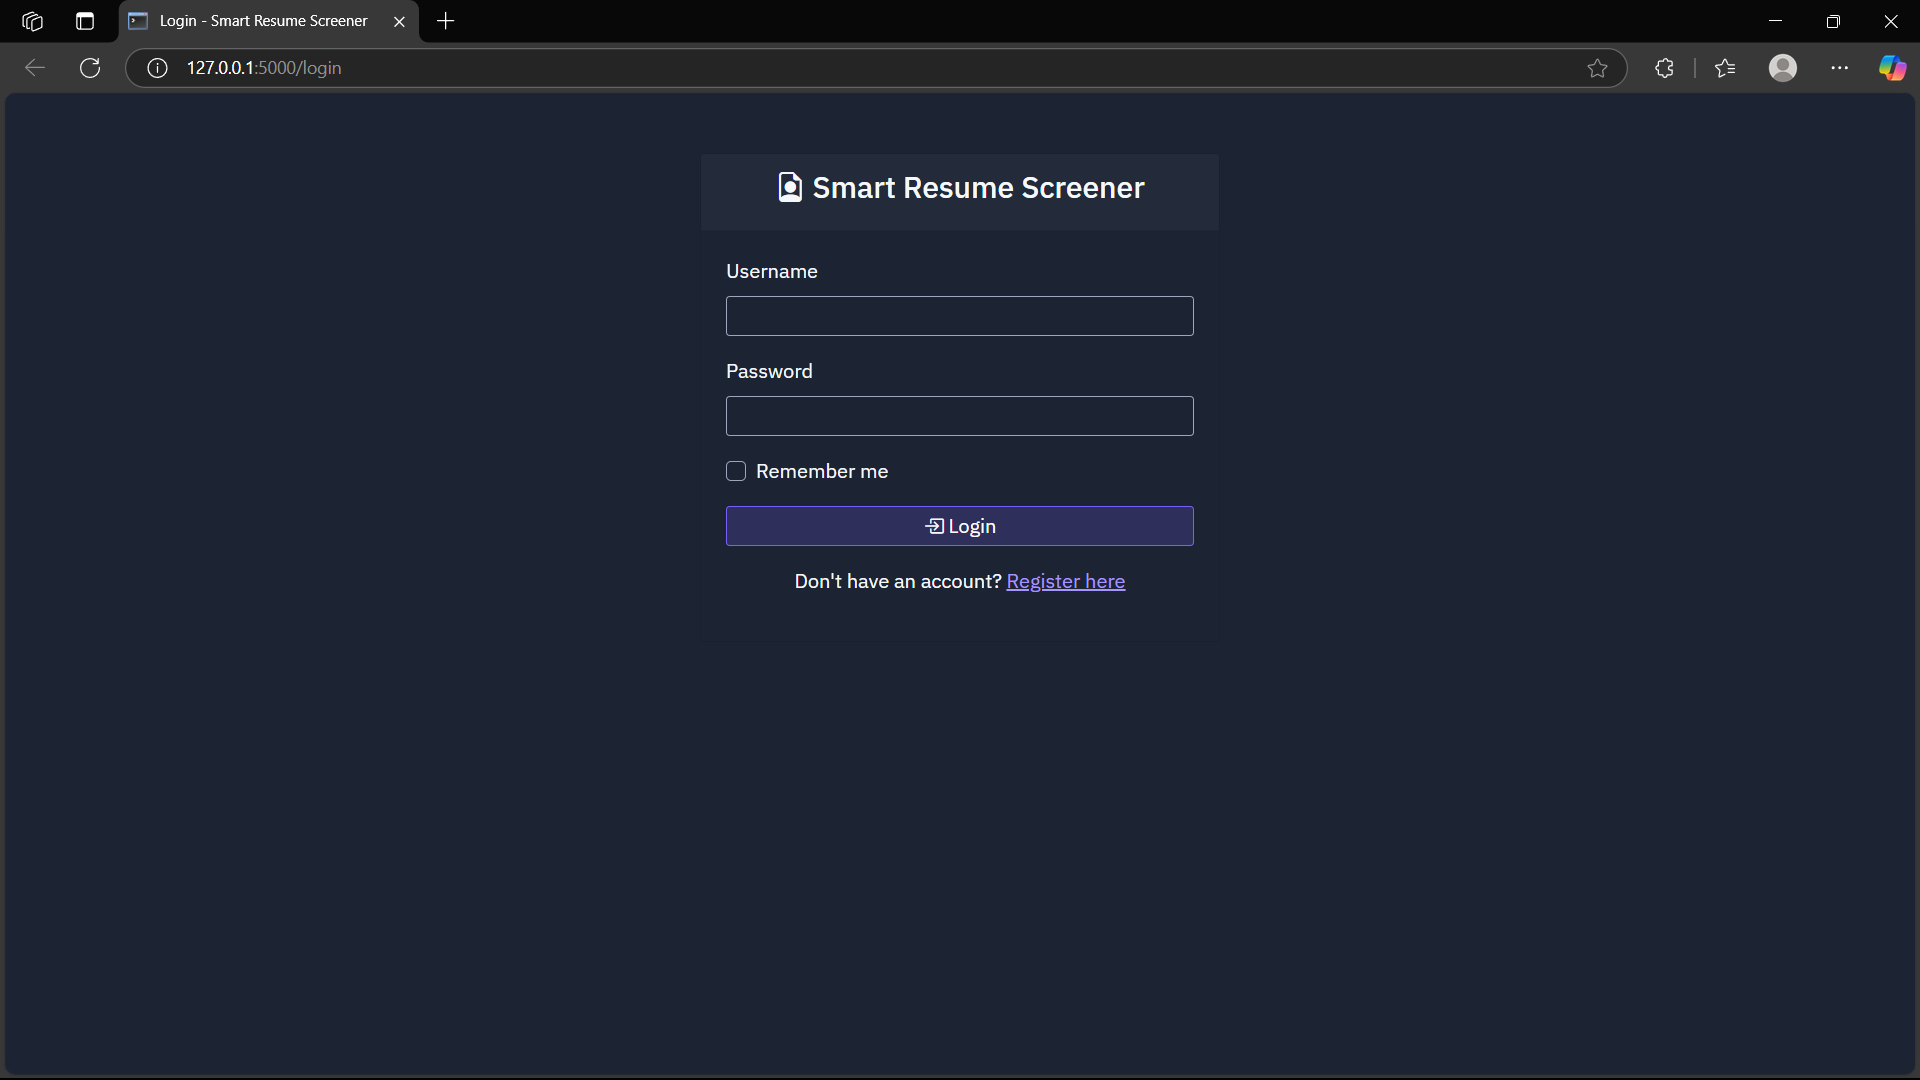 Login - Smart Resume Screener
127.0.0.1:5000/login
Smart Resume Screener
Username
Password
Remember me
Login
Don't have an account? Register here